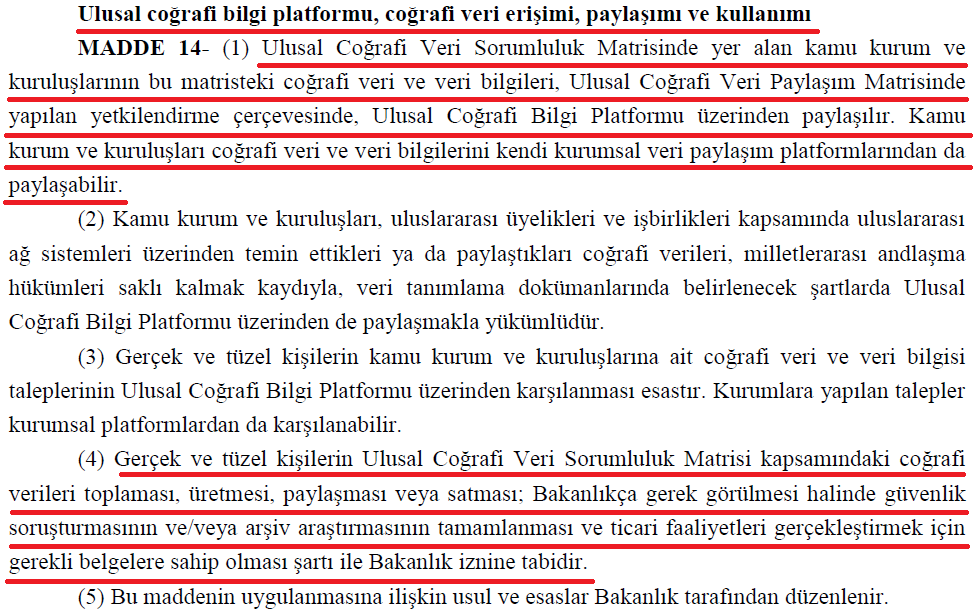 Ulusal coğrafi bilgi platformu, coğrafi veri erişimi, paylaşımı ve kullanımı
MADDE 14- (1) Ulusal Coğrafi Veri Sorumluluk Matrisinde yer alan kamu kurum ve
kuruluşlarının bu matristeki coğrafi veri ve veri bilgileri, Ulusal Coğrafi Veri Paylaşım Matrisinde
yapılan yetkilendirme çerçevesinde, Ulusal Coğrafi Bilgi Platformu üzerinden paylaşılır. Kamu
kurum ve kuruluşları coğrafi veri ve veri bilgilerini kendi kurumsal veri paylaşım platformlarından da
paylaşabilir.
(2) Kamu kurum ve kuruluşları, uluslararası üyelikleri ve işbirlikleri kapsamında uluslararası
ağ sistemleri üzerinden temin ettikleri ya da paylaştıkları coğrafi verileri, milletlerarası andlaşma
hükümleri saklı kalmak kaydıyla, veri tanımlama dokümanlarında belirlenecek şartlarda Ulusal
Coğrafi Bilgi Platformu üzerinden de paylaşmakla yükümlüdür.
(3) Gerçek ve tüzel kişilerin kamu kurum ve kuruluşlarına ait coğrafi veri ve veri bilgisi
taleplerinin Ulusal Coğrafi Bilgi Platformu üzerinden karşılanması esastır. Kurumlara yapılan talepler
kurumsal platformlardan da karşılanabilir.
(4) Gerçek ve tüzel kişilerin Ulusal Coğrafi Veri Sorumluluk Matrisi kapsamındaki coğrafi
verileri toplaması, üretmesi, paylaşması veya satması; Bakanlıkça gerek görülmesi halinde güvenlik
soruşturmasının ve/veya arşiv araştırmasının tamamlanması ve ticari faaliyetleri gerçekleştirmek için
gerekli belgelere sahip olması şartı ile Bakanlık iznine tabidir.
(5) Bu maddenin uygulanmasına ilişkin usul ve esaslar Bakanlık tarafından düzenlenir.